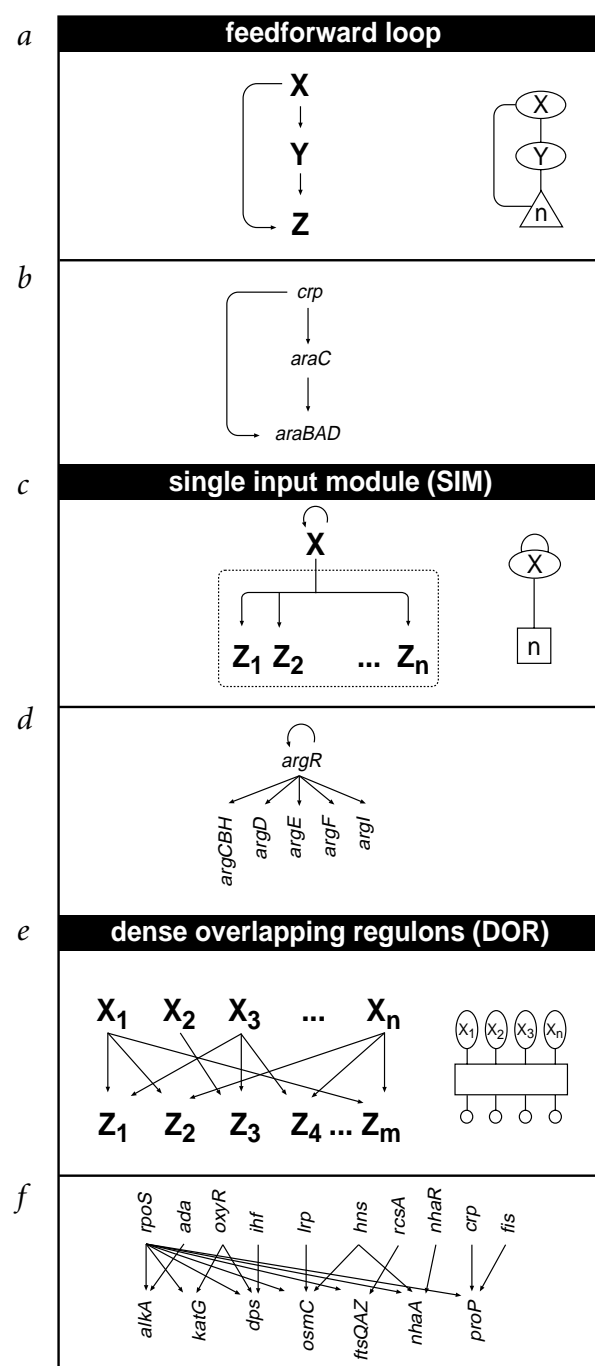 a
feedforward loop
X
Y
Z
X
Y
n
b
crp
araC
araBAD
c
single input module (SIM)
X
Z1 Z2 ... Zn
X
n
d
argR
argCBH argD argE argF argI
e
dense overlapping regulons (DOR)
X1 X2 X3 ... Xn
Z1 Z2 Z3 Z4 ... Zm
X1 X2 X3 Xn
f
rpoS ada oxyR ihf lrp hns rcsA nhaR crp fis
alkA katG dps osmC ftsQAZ nhaA proP